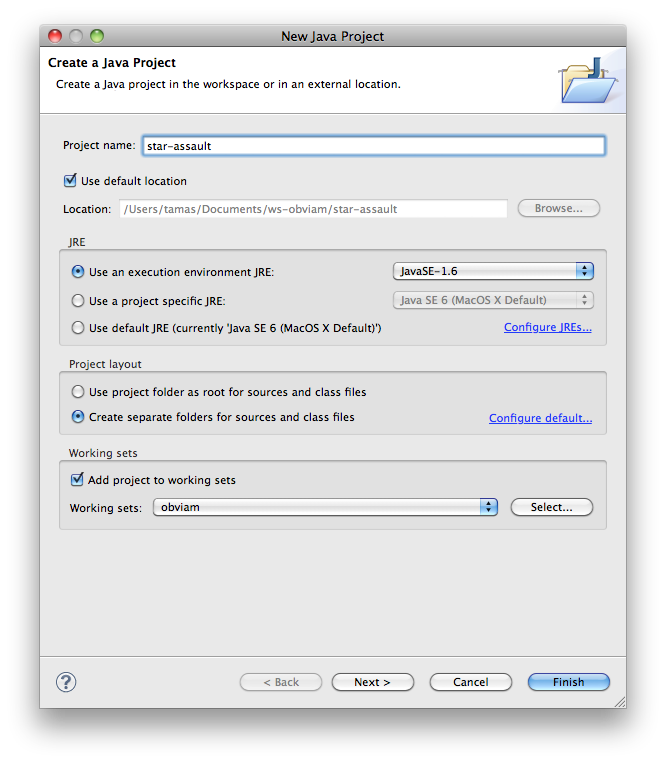 New Java Project
Create a Java Project
Create a Java project in the workspace or in an external location.
Project name: star-assault
Use default location
Location: /Users/tamas/Documents/ws-obviam/star-assault Browse...
JRE
Use an execution environment JRE: JavaSE-1.6
Use a project specific JRE: Java SE 6 (MacOS X Default)
Use default JRE (currently 'Java SE 6 (MacOS X Default)') Configure JREs...
Project layout
Use project folder as root for sources and class files
Create separate folders for sources and class files Configure default...
Working sets
Add project to working sets
Working sets: obviam Select...
? < Back Next > Cancel Finish